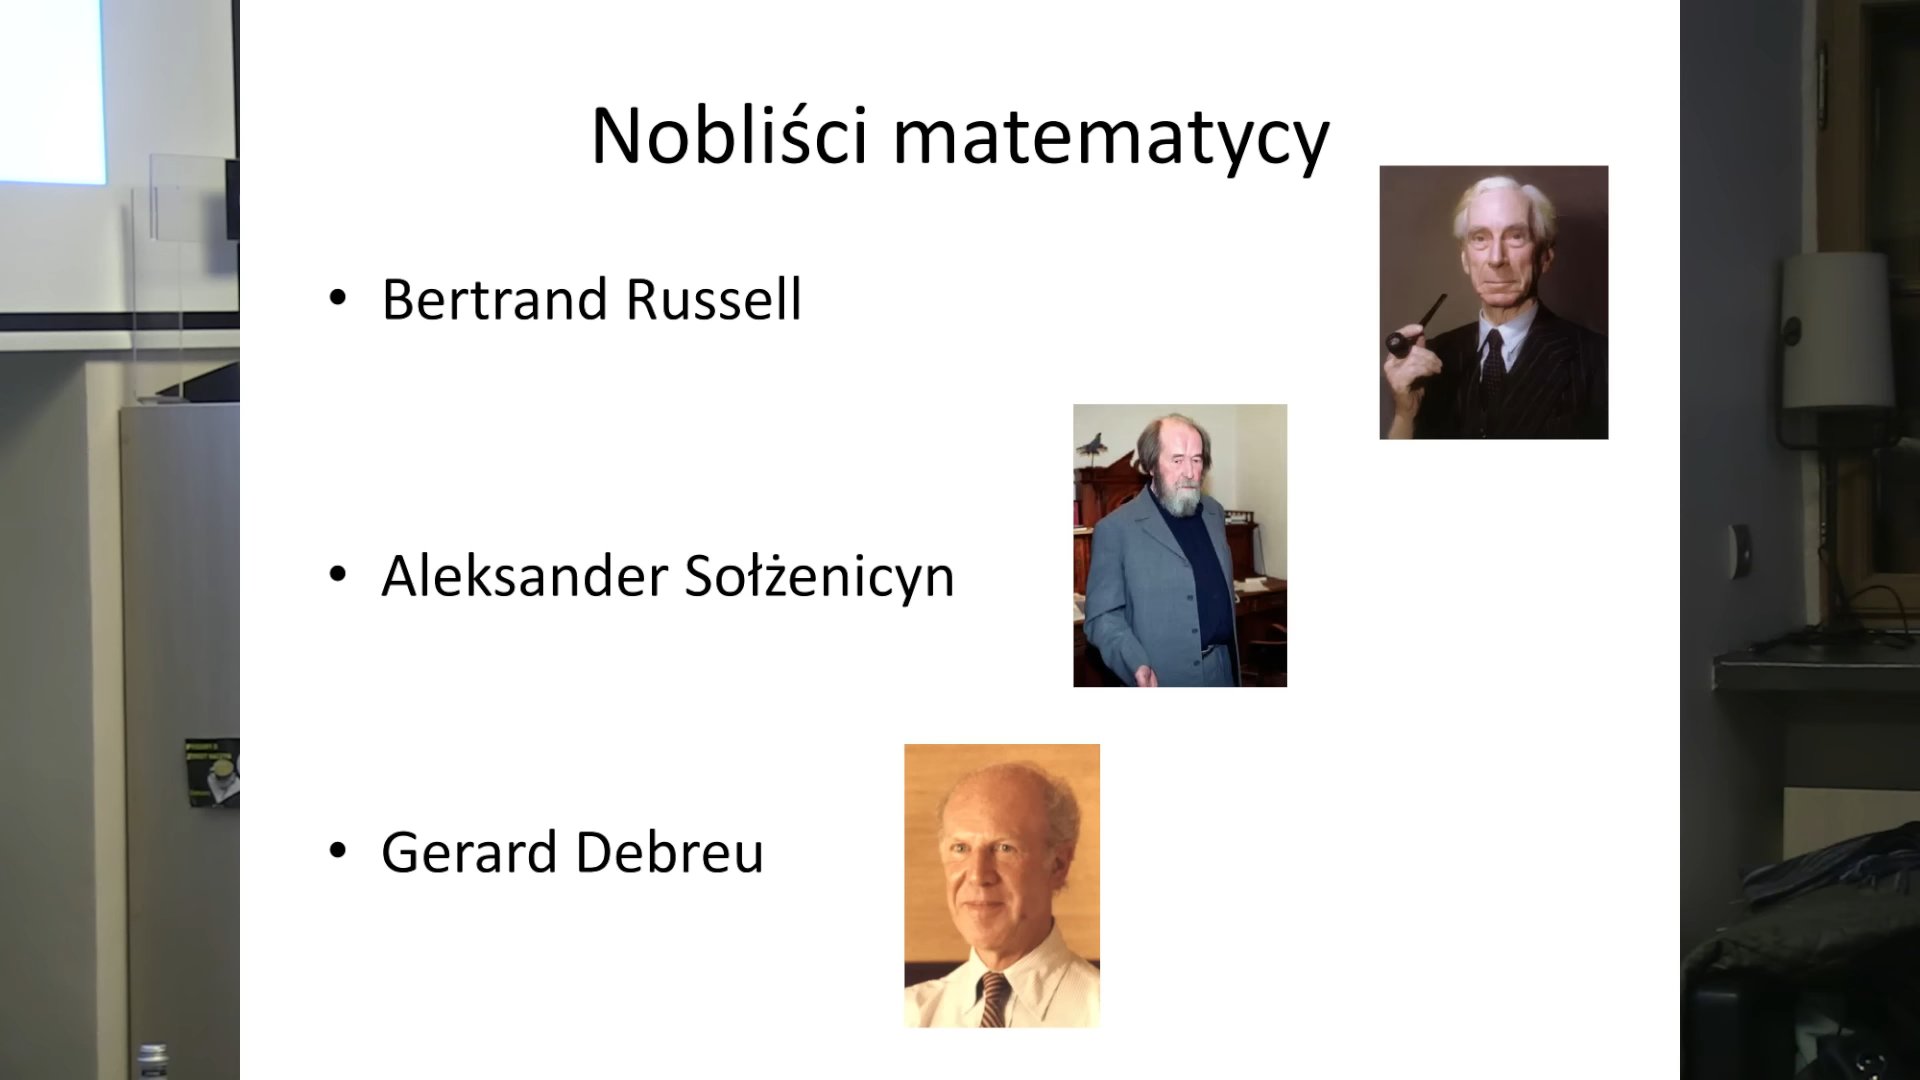 Nobliści matematycy
• Bertrand Russell
• Aleksander Sołżenicyn
• Gerard Debreu